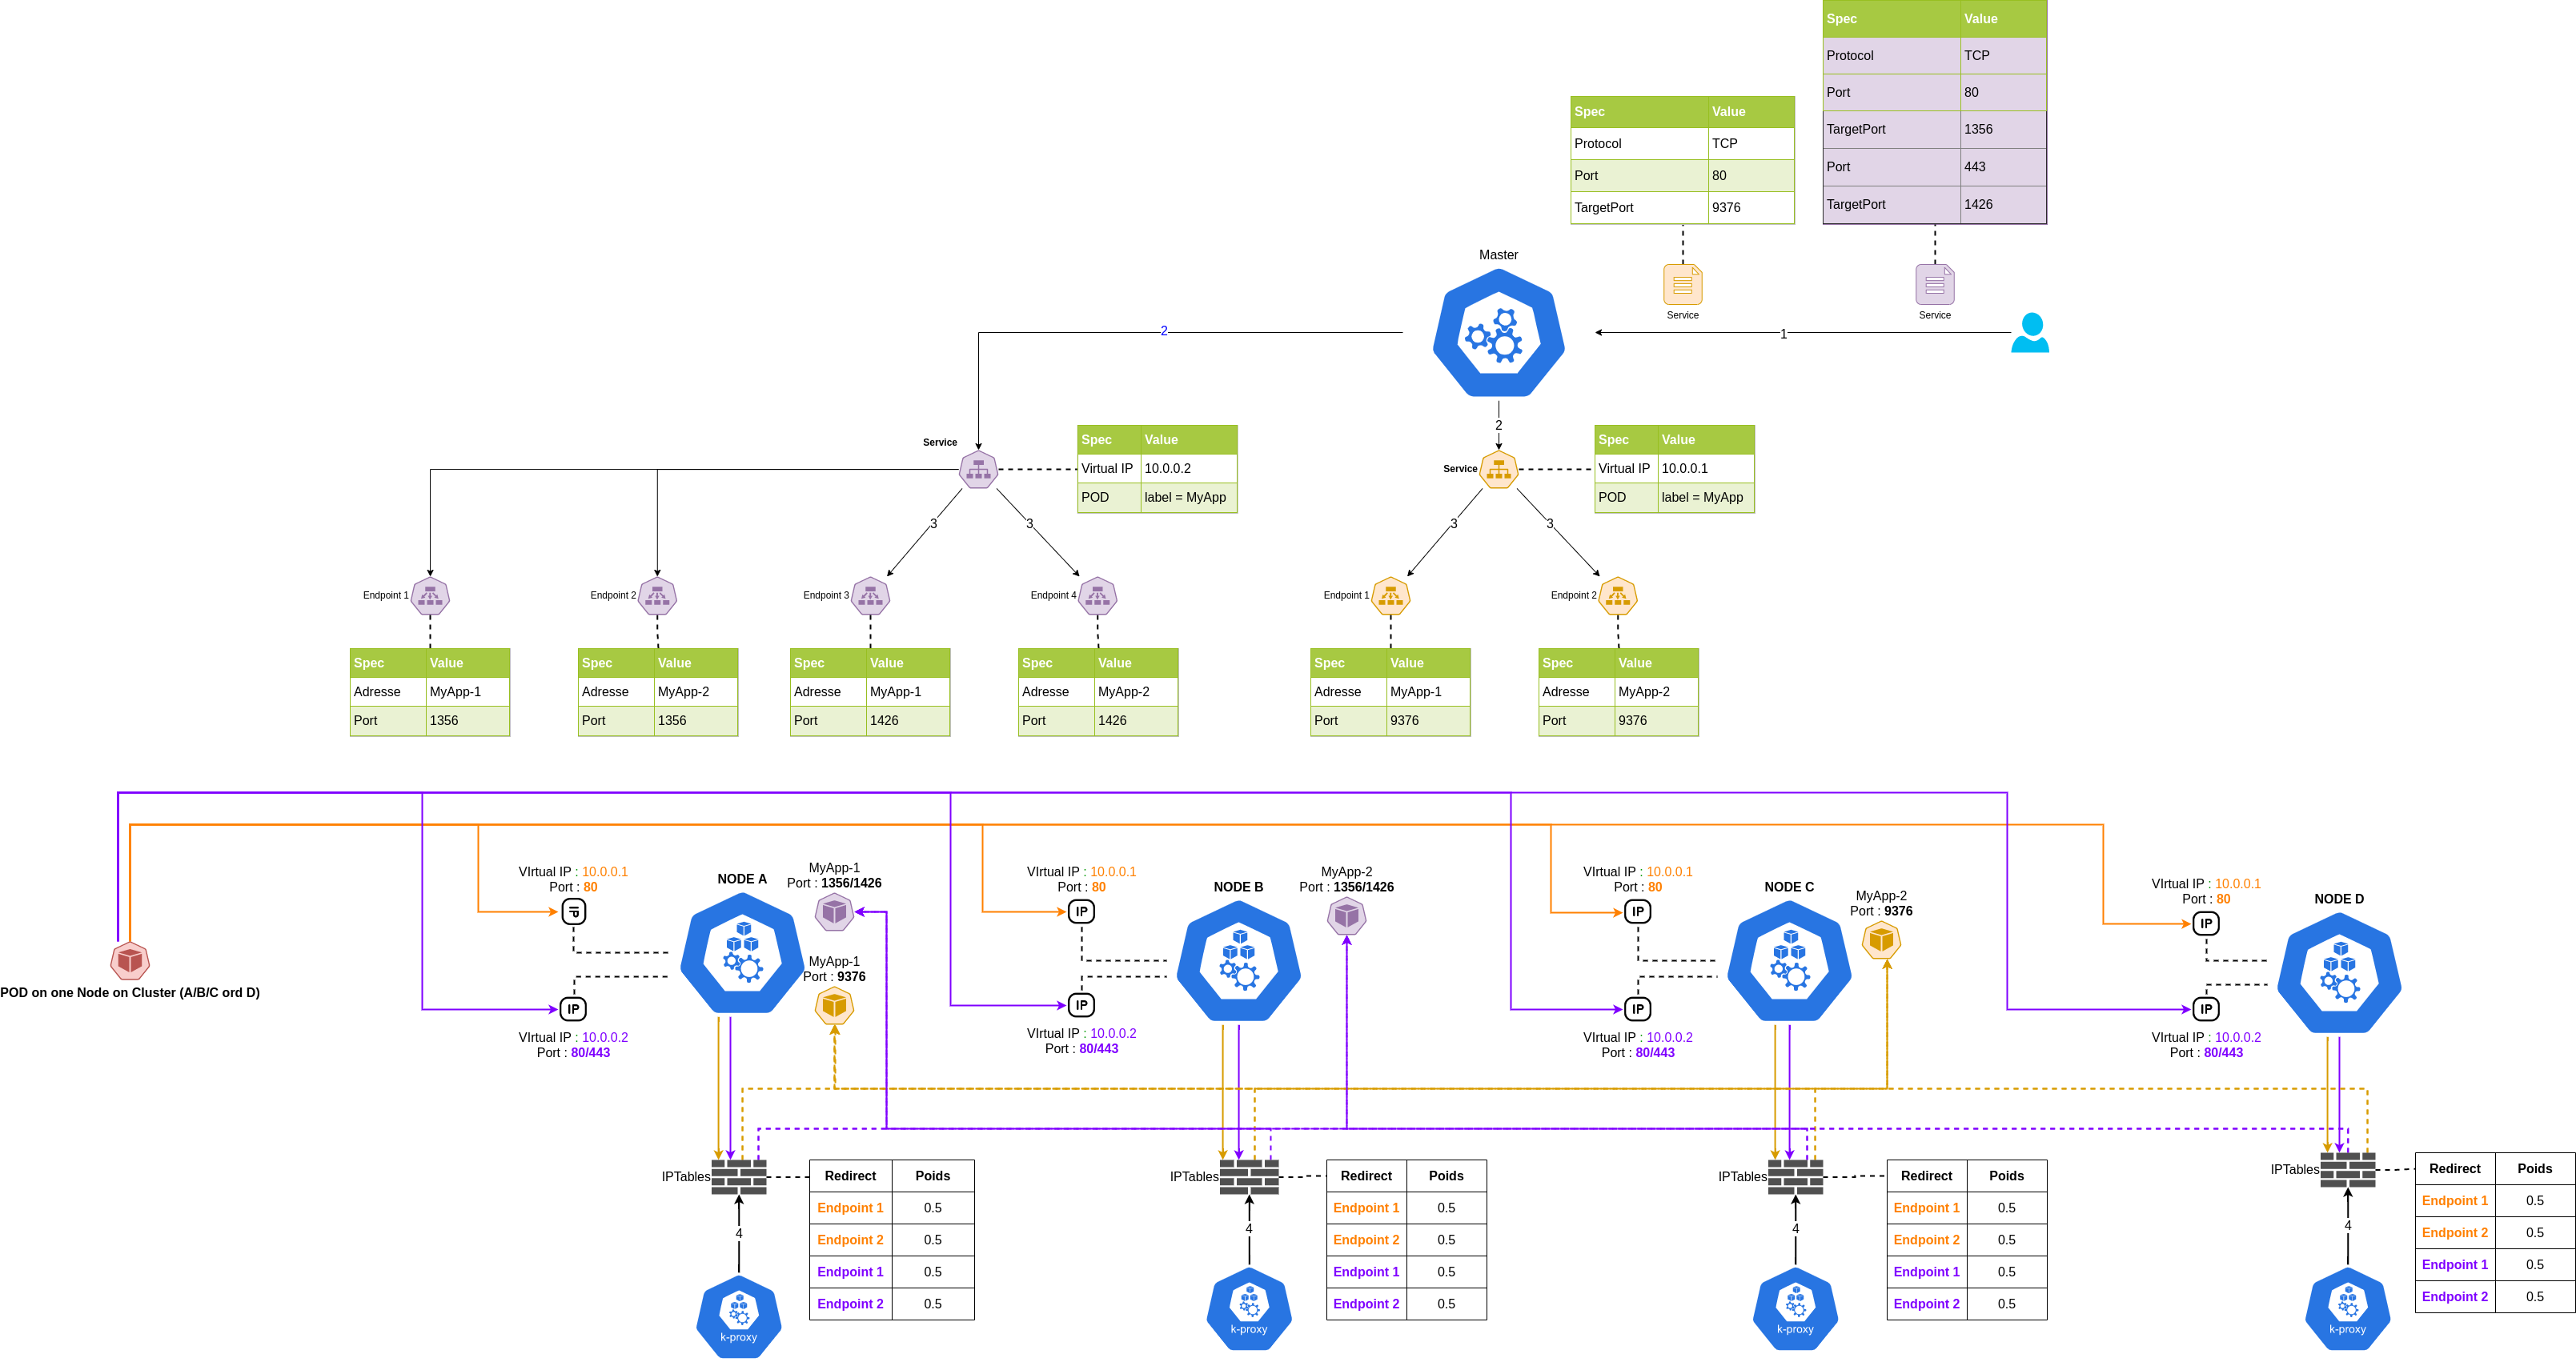 Spec Value
Protocol TCP
Port 80
TargetPort 1356
Port 443
TargetPort 1426
Spec Value
Protocol TCP
Port 80
TargetPort 9376
Master
Service
Service
1
2
2
Service
Spec Value
Virtual IP 10.0.0.2
POD label = MyApp
Service
Spec Value
Virtual IP 10.0.0.1
POD label = MyApp
3
3
3
3
Endpoint 1
Endpoint 2
Endpoint 3
Endpoint 4
Endpoint 1
Endpoint 2
Spec Value
Adresse MyApp-1
Port 1356
Spec Value
Adresse MyApp-2
Port 1356
Spec Value
Adresse MyApp-1
Port 1426
Spec Value
Adresse MyApp-2
Port 1426
Spec Value
Adresse MyApp-1
Port 9376
Spec Value
Adresse MyApp-2
Port 9376
POD on one Node on Cluster (A/B/C ord D)
VIrtual IP : 10.0.0.1
Port : 80
IP
NODE A
MyApp-1
Port : 1356/1426
MyApp-1
Port : 9376
IP
VIrtual IP : 10.0.0.2
Port : 80/443
VIrtual IP : 10.0.0.1
Port : 80
IP
NODE B
MyApp-2
Port : 1356/1426
IP
VIrtual IP : 10.0.0.2
Port : 80/443
VIrtual IP : 10.0.0.1
Port : 80
IP
NODE C
MyApp-2
Port : 9376
IP
VIrtual IP : 10.0.0.2
Port : 80/443
VIrtual IP : 10.0.0.1
Port : 80
IP
NODE D
IP
VIrtual IP : 10.0.0.2
Port : 80/443
IPTables
Redirect Poids
Endpoint 1 0.5
Endpoint 2 0.5
Endpoint 1 0.5
Endpoint 2 0.5
4
k-proxy
IPTables
Redirect Poids
Endpoint 1 0.5
Endpoint 2 0.5
Endpoint 1 0.5
Endpoint 2 0.5
4
k-proxy
IPTables
Redirect Poids
Endpoint 1 0.5
Endpoint 2 0.5
Endpoint 1 0.5
Endpoint 2 0.5
4
k-proxy
IPTables
Redirect Poids
Endpoint 1 0.5
Endpoint 2 0.5
Endpoint 1 0.5
Endpoint 2 0.5
4
k-proxy